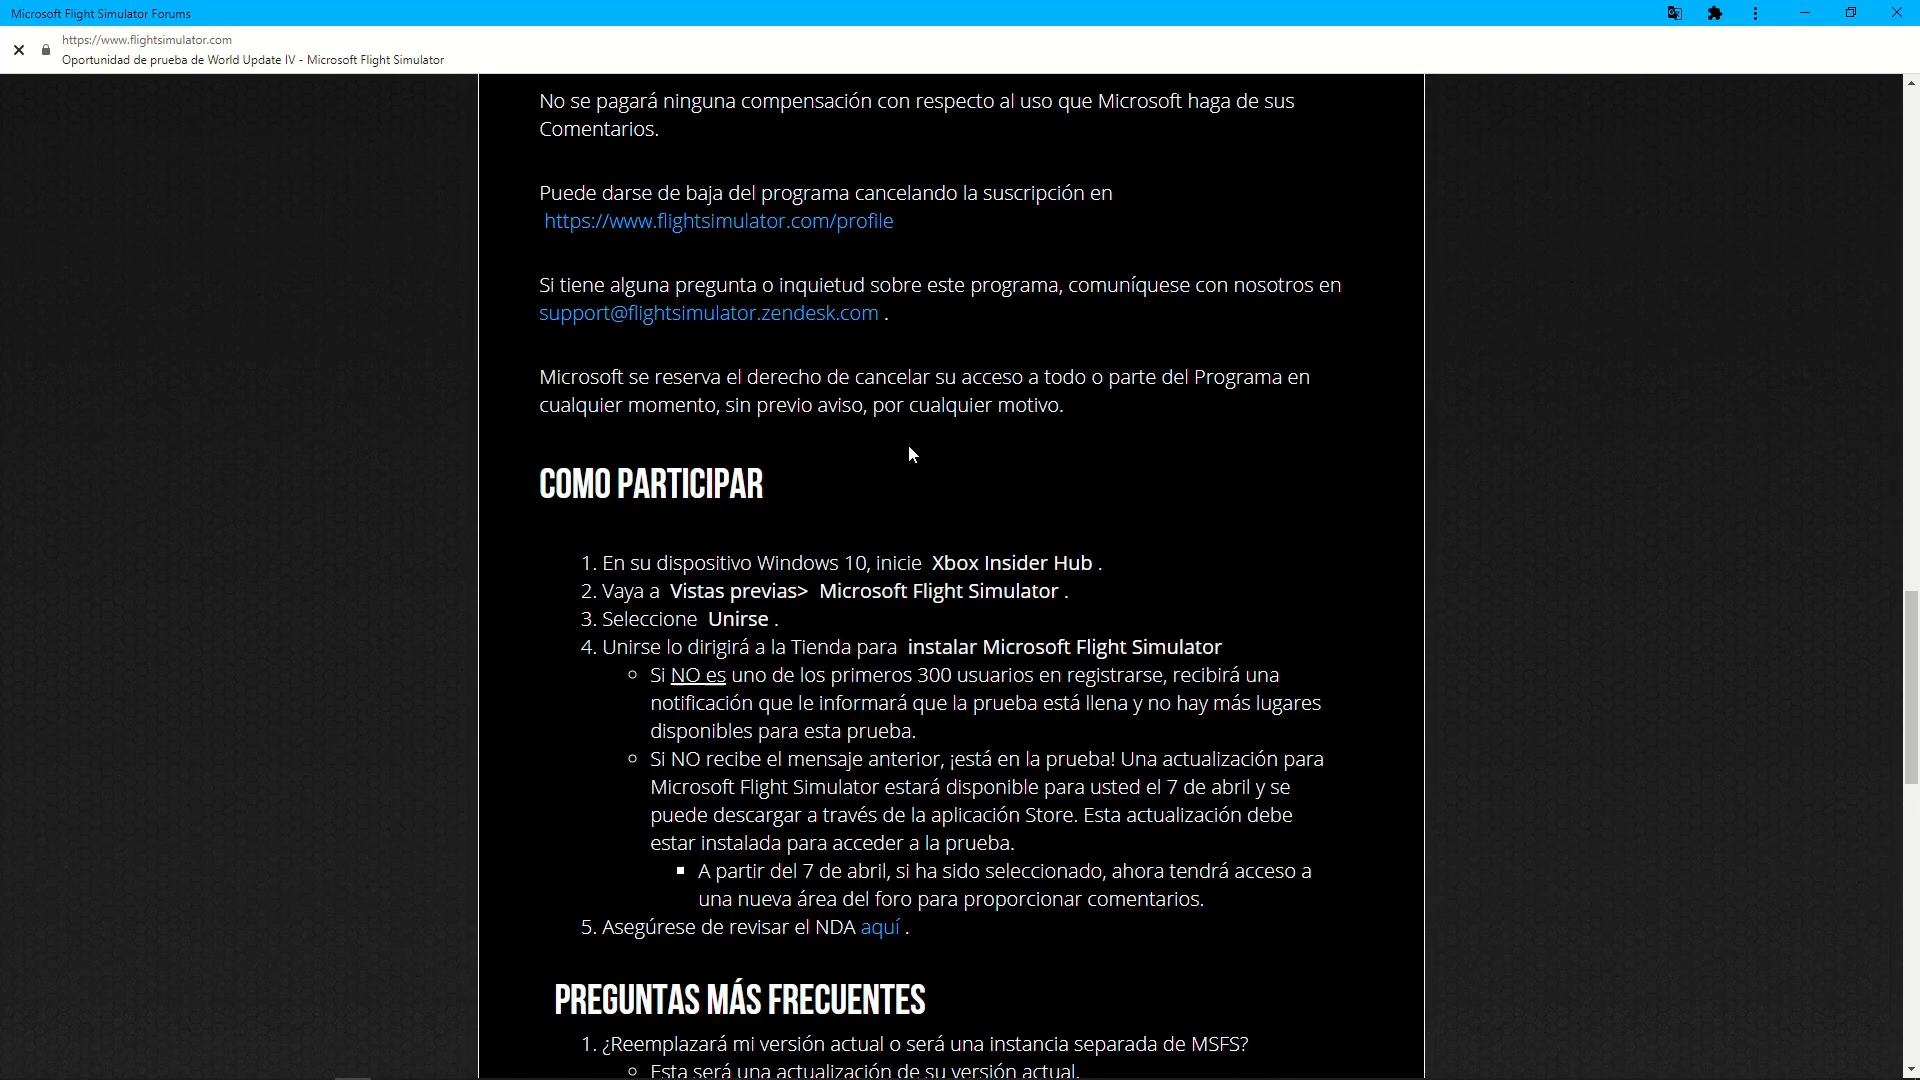 Microsoft Flight Simulator Forums
https://www.flightsimulator.com
Oportunidad de prueba de World Update IV - Microsoft Flight Simulator
No se pagará ninguna compensación con respecto al uso que Microsoft haga de sus
Comentarios.
Puede darse de baja del programa cancelando la suscripción en
https://www.flightsimulator.com/profile
Si tiene alguna pregunta o inquietud sobre este programa, comuníquese con nosotros en
support@flightsimulator.zendesk.com .
Microsoft se reserva el derecho de cancelar su acceso a todo o parte del Programa en
cualquier momento, sin previo aviso, por cualquier motivo.
COMO PARTICIPAR
1. En su dispositivo Windows 10, inicie Xbox Insider Hub .
2. Vaya a Vistas previas> Microsoft Flight Simulator .
3. Seleccione Unirse .
4. Unirse lo dirigirá a la Tienda para instalar Microsoft Flight Simulator
Si NO es uno de los primeros 300 usuarios en registrarse, recibirá una
notificación que le informará que la prueba está llena y no hay más lugares
disponibles para esta prueba.
Si NO recibe el mensaje anterior, ¡está en la prueba! Una actualización para
Microsoft Flight Simulator estará disponible para usted el 7 de abril y se
puede descargar a través de la aplicación Store. Esta actualización debe
estar instalada para acceder a la prueba.
A partir del 7 de abril, si ha sido seleccionado, ahora tendrá acceso a
una nueva área del foro para proporcionar comentarios.
5. Asegúrese de revisar el NDA aquí .
PREGUNTAS MÁS FRECUENTES
1. ¿Reemplazará mi versión actual o será una instancia separada de MSFS?
Esta será una actualización de su versión actual.